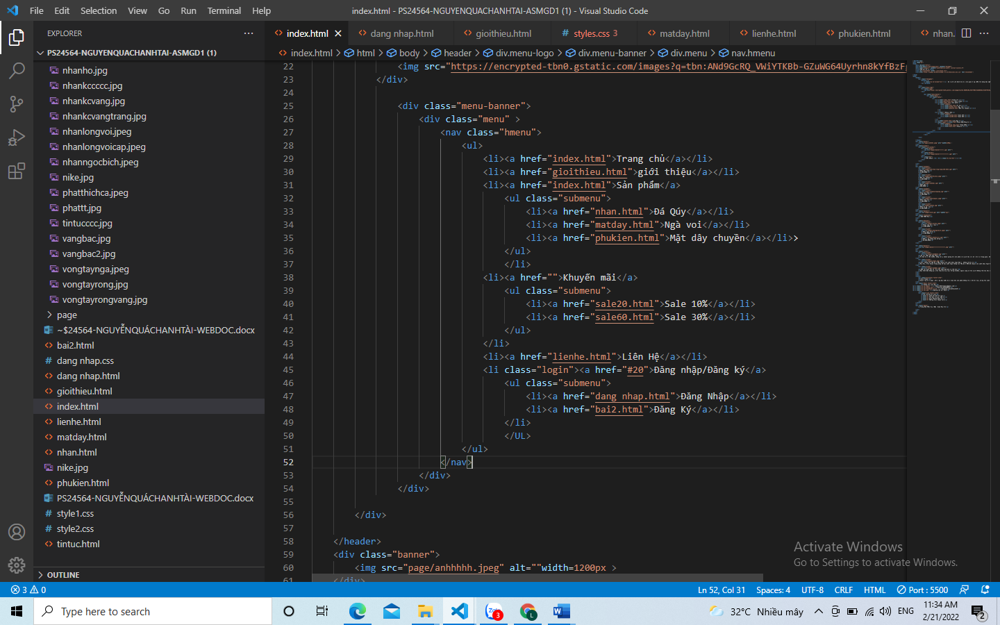 File Edit Selection View Go Run Terminal Help
index.html - PS24564-NGUYENQUACHANHTAI-ASMGD1 (1) - Visual Studio Code
EXPLORER
index.html dang nhap.html gioithieu.html styles.css 3 matday.html lienhe.html phukien.html nhan.
PS24564-NGUYENQUACHANHTAI-ASMGD1 (1)
index.html > html > body > header > div.menu-logo > div.menu-banner > div.menu > nav.hmenu
nhanho.jpg
nhankccccc.jpg
nhankcvang.jpg
nhankcvangtrang.jpg
nhanlongvoi.jpeg
nhanlongvoicap.jpeg
nhanngocbich.jpeg
nike.jpg
phatthichca.jpeg
phattt.jpg
tintucccc.jpg
vangbac.jpg
vangbac2.jpg
vongtaynga.jpeg
vongtayrong.jpg
vongtayrongvang.jpg
page
~$24564-NGUYỄNQUÁCHANHTÀI-WEBDOC.docx
bai2.html
dang nhap.css
dang nhap.html
gioithieu.html
index.html
lienhe.html
matday.html
nhan.html
nike.jpg
phukien.html
PS24564-NGUYỄNQUÁCHANHTÀI-WEBDOC.docx
style1.css
style2.css
tintuc.html
OUTLINE
22 <img src="https://encrypted-tbn0.gstatic.com/images?q=tbn:ANd9GcRQ_VWiYTKBb-GZuWG64Uyrhn8kYfBzF
23 </div>
24
25 <div class="menu-banner">
26 <div class="menu" >
27 <nav class="hmenu">
28 <ul>
29 <li><a href="index.html">Trang chủ</a></li>
30 <li><a href="gioithieu.html">giới thiệu</a></li>
31 <li><a href="index.html">Sản phẩm</a>
32 <ul class="submenu">
33 <li><a href="nhan.html">Đá Qúy</a></li>
34 <li><a href="matday.html">Ngà voi</a></li>
35 <li><a href="phukien.html">Mặt dây chuyền</a></li>>
36 </ul>
37 </li>
38 <li><a href="">Khuyến mãi</a>
39 <ul class="submenu">
40 <li><a href="sale20.html">Sale 10%</a></li>
41 <li><a href="sale60.html">Sale 30%</a></li>
42 </ul>
43 </li>
44 <li><a href="lienhe.html">Liên Hệ</a></li>
45 <li class="login"><a href="#20">Đăng nhập/Đăng ký</a>
46 <ul class="submenu">
47 <li><a href="dang nhap.html">Đăng Nhập</a></li>
48 <li><a href="bai2.html">Đăng Ký</a></li>
49 </li>
50 </UL>
51 </ul>
52 </nav>
53 </div>
54 </div>
55
56 </div>
57
58 </header>
59 <div class="banner">
60 <img src="page/anhhhhh.jpeg" alt=""width=1200px >
61 </div>
Activate Windows
Go to Settings to activate Windows.
3 0 Ln 52, Col 31 Spaces: 4 UTF-8 CRLF HTML Port : 5500
Type here to search
3
L
32°C Nhiều mây
ENG
11:34 AM
2/21/2022
2